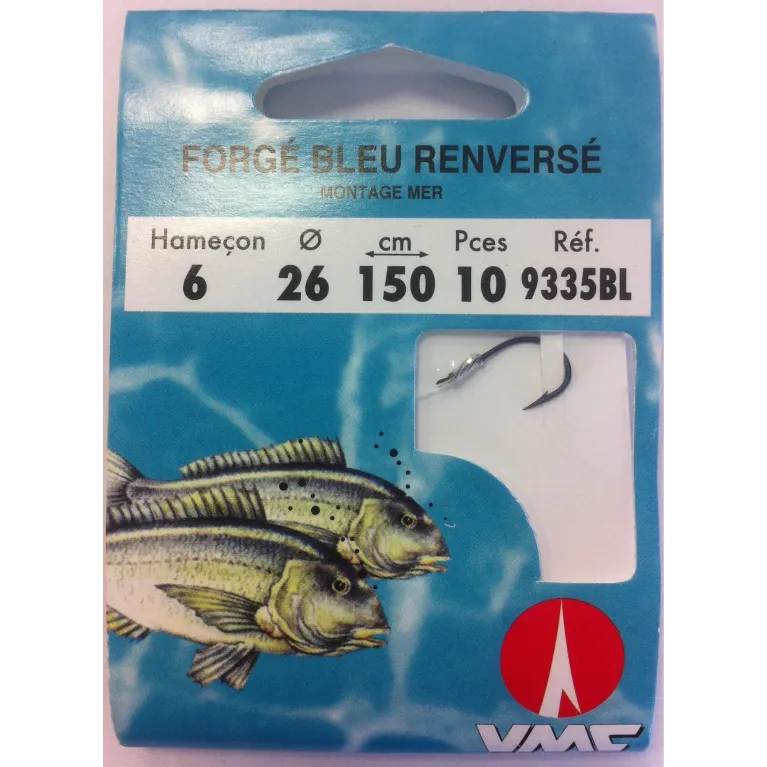 FORGÉ BLEU RENVERSÉ
MONTAGE MER
Hameçon Ø cm Pces Réf.
6 26 150 10 9335BL
VMC